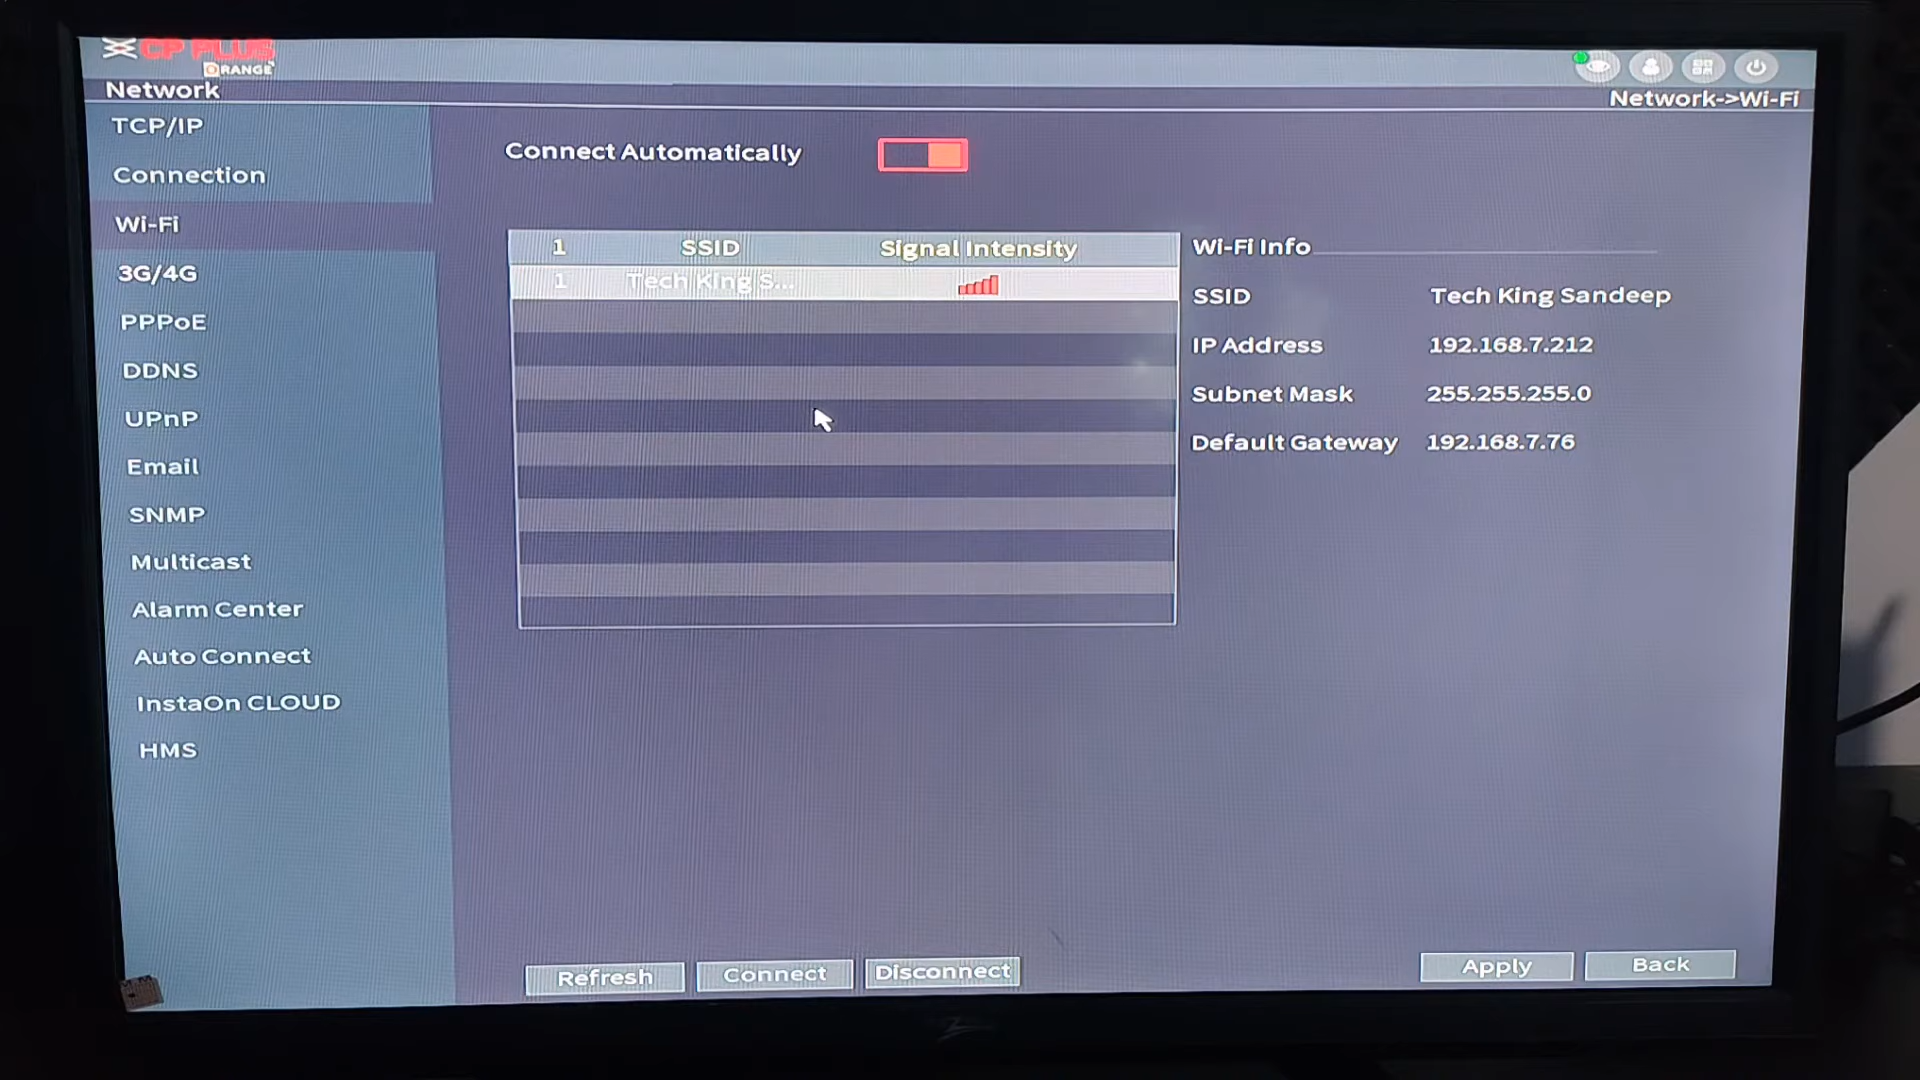 CP PLUS
ORANGE
Network
Network->Wi-Fi
TCP/IP
Connection
Wi-Fi
3G/4G
PPPoE
DDNS
UPnP
Email
SNMP
Multicast
Alarm Center
Auto Connect
InstaOn CLOUD
HMS
Connect Automatically
1 SSID Signal Intensity
1 Tech King S...
Wi-Fi Info
SSID Tech King Sandeep
IP Address 192.168.7.212
Subnet Mask 255.255.255.0
Default Gateway 192.168.7.76
Refresh Connect Disconnect Apply Back